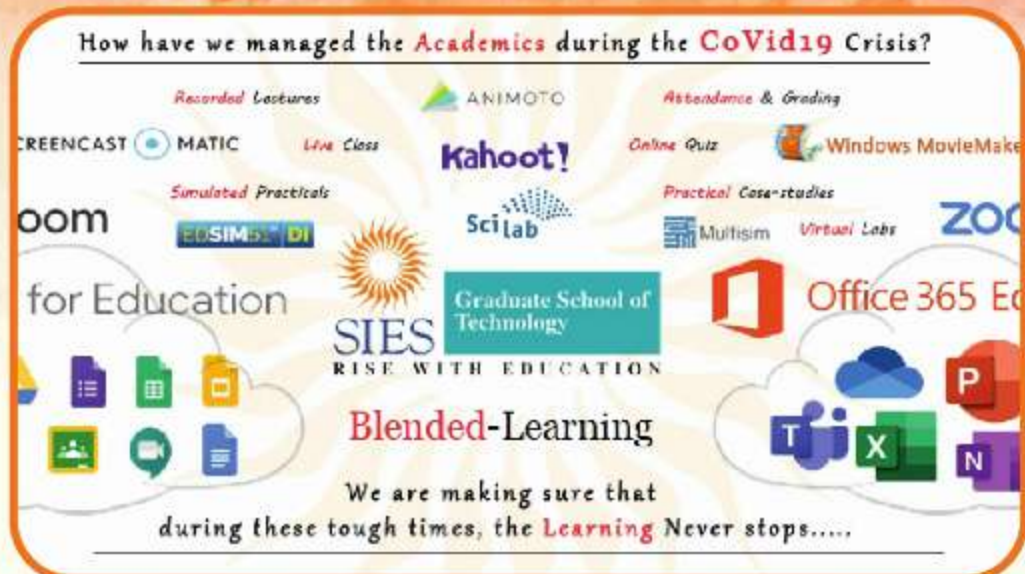 How have we managed the Academics during the CoVid19 Crisis?
Recorded Lectures
ANIMOTO
Attendance & Grading
CREENCAST MATIC
Live Class
Kahoot!
Online Quiz
Windows MovieMake
Simulated Practicals
Practical Case-studies
oom
EDSIM51 DI
Scilab
Multisim
Virtual Labs
ZOO
for Education
SIES
Graduate School of
Technology
RISE WITH EDUCATION
Office 365 Ed
P
T
X
N
Blended-Learning
We are making sure that
during these tough times, the Learning Never stops.....